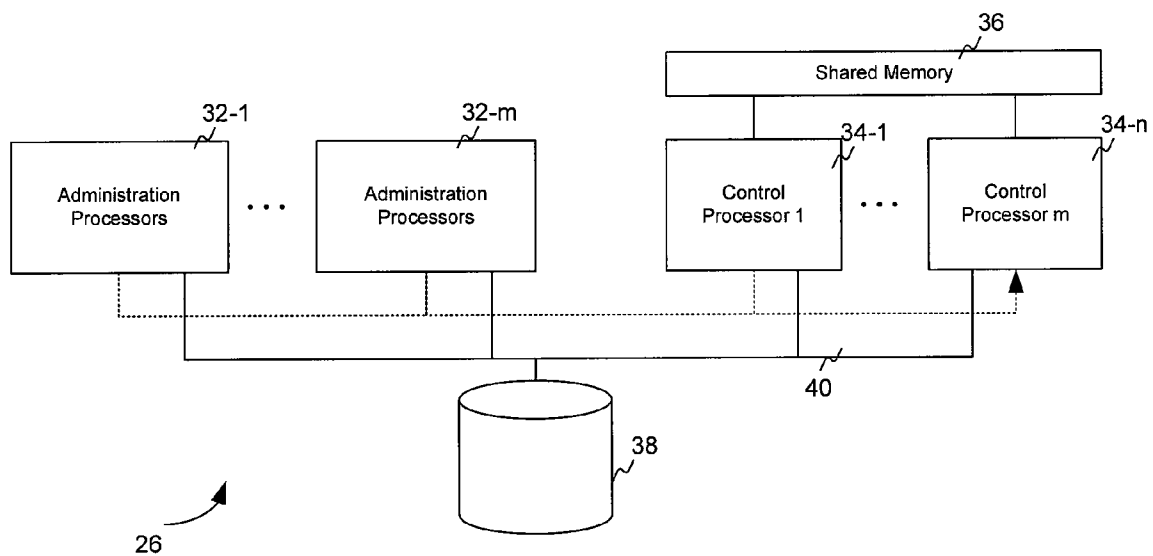 36
Shared Memory
32-1
32-m
34-1
34-n
Administration
Processors
. . .
Administration
Processors
Control
Processor 1
. . .
Control
Processor m
40
38
26